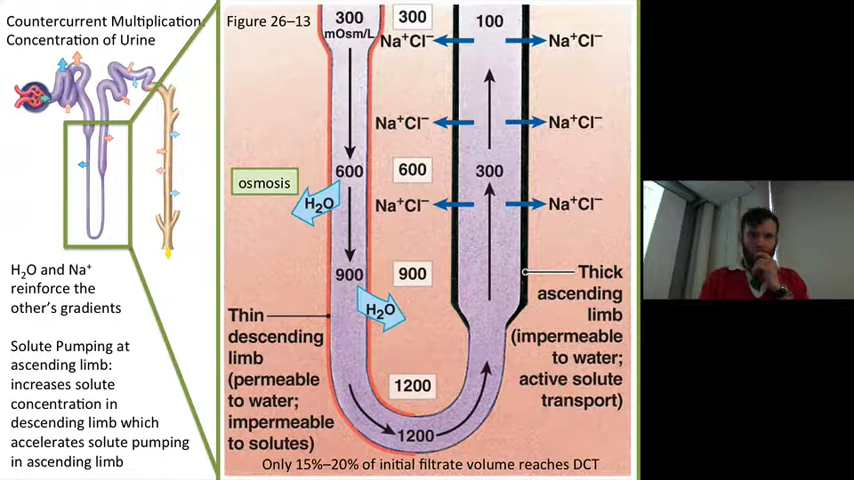 Countercurrent Multiplication,
Concentration of Urine
H₂O and Na⁺
reinforce the
other's gradients
Solute Pumping at
ascending limb:
increases solute
concentration in
descending limb which
accelerates solute pumping
in ascending limb
Figure 26–13
300
mOsm/L
300
100
Na⁺Cl⁻
Na⁺Cl⁻
Na⁺Cl⁻
Na⁺Cl⁻
600
600
300
osmosis
H₂O
Na⁺Cl⁻
Na⁺Cl⁻
900
900
H₂O
Thick
ascending
limb
(impermeable
to water;
active solute
transport)
Thin
descending
limb
(permeable
to water;
impermeable
to solutes)
1200
1200
Only 15%–20% of initial filtrate volume reaches DCT